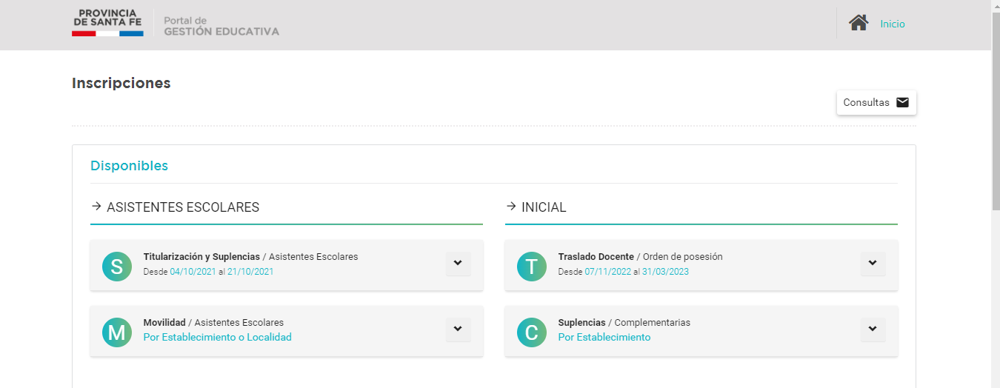 PROVINCIA
DE SANTA FE
Portal de
GESTIÓN EDUCATIVA
Inicio
Inscripciones
Consultas
Disponibles
ASISTENTES ESCOLARES
S
Titularización y Suplencias / Asistentes Escolares
Desde 04/10/2021 al 21/10/2021
M
Movilidad / Asistentes Escolares
Por Establecimiento o Localidad
INICIAL
T
Traslado Docente / Orden de posesión
Desde 07/11/2022 al 31/03/2023
C
Suplencias / Complementarias
Por Establecimiento